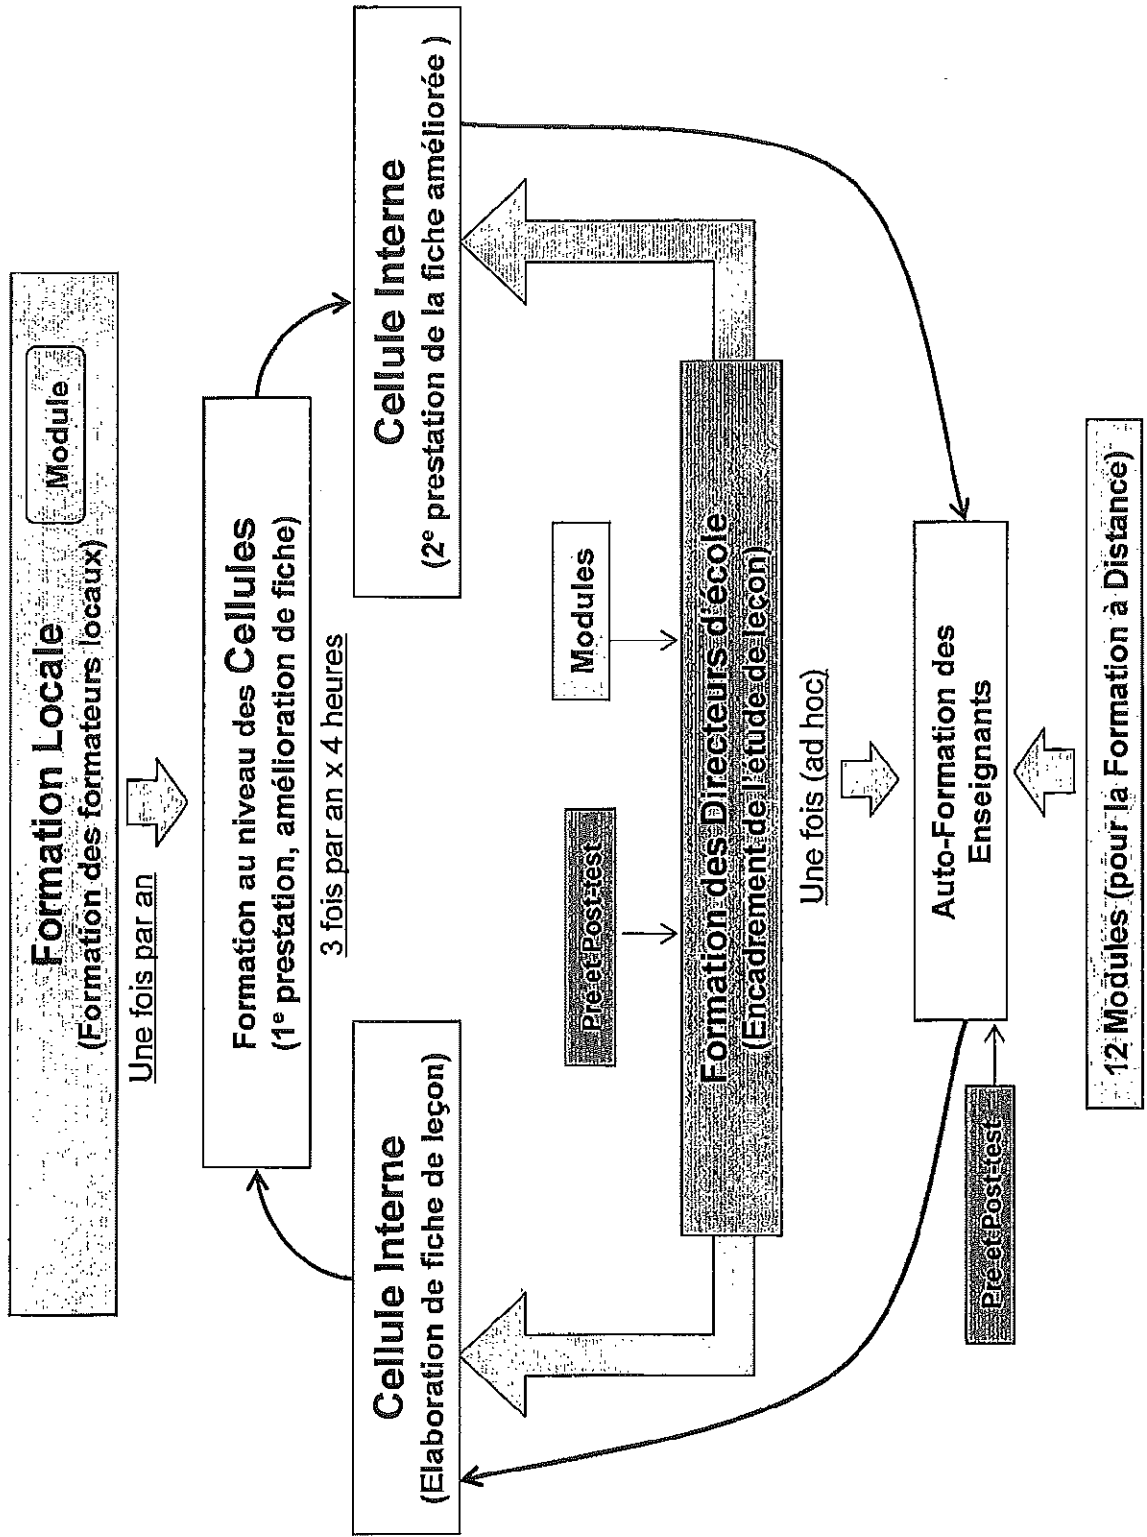 Formation Locale
(Formation des formateurs locaux)
Module
Une fois par an
Formation au niveau des Cellules
(1e prestation, amélioration de fiche)
3 fois par an x 4 heures
Cellule Interne
(Elaboration de fiche de leçon)
Cellule Interne
(2e prestation de la fiche améliorée )
Pre et Post-test
Modules
Formation des Directeurs d'école
(Encadrement de l'étude de leçon)
Une fois (ad hoc)
Auto-Formation des
Enseignants
Pre et Post-test
12 Modules (pour la Formation à Distance)